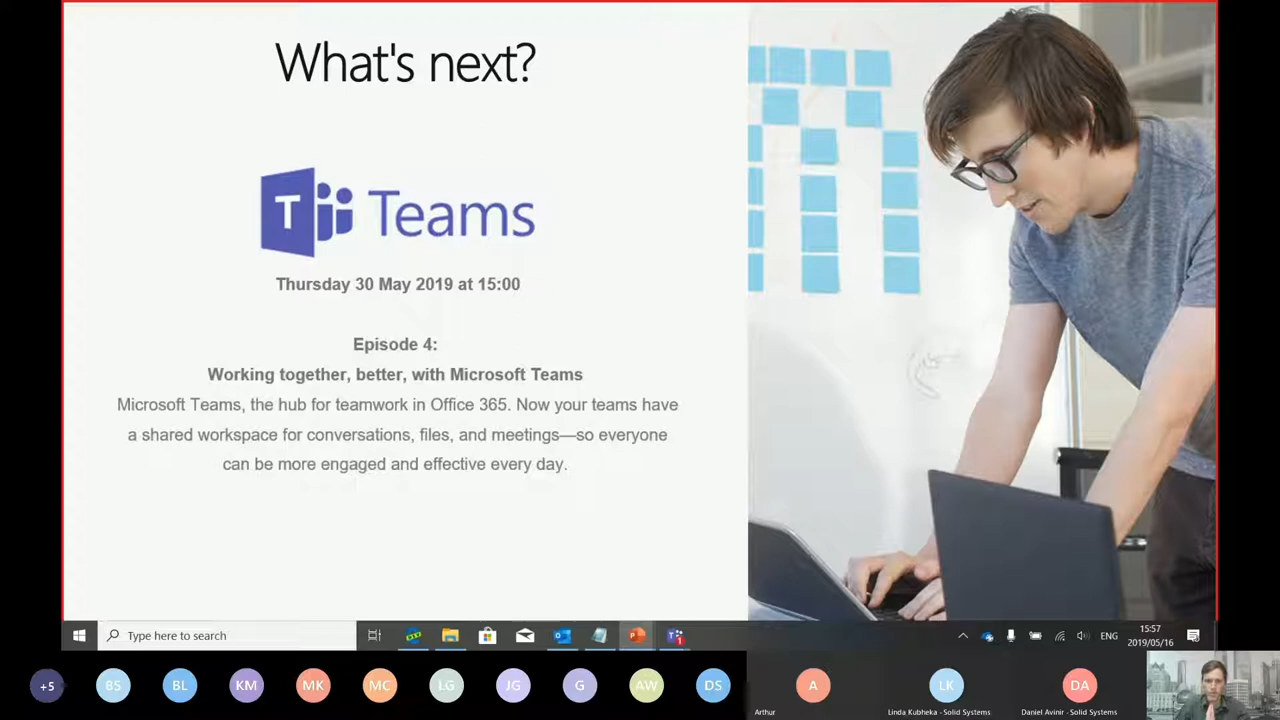 What's next?
T Teams
Thursday 30 May 2019 at 15:00
Episode 4:
Working together, better, with Microsoft Teams
Microsoft Teams, the hub for teamwork in Office 365. Now your teams have
a shared workspace for conversations, files, and meetings—so everyone
can be more engaged and effective every day.
Type here to search
ENG
15:57
2019/05/16
+5
BS
BL
KM
MK
MC
LG
JG
G
AW
DS
A
LK
DA
Arthur
Linda Kubheka - Solid Systems
Daniel Avinir - Solid Systems